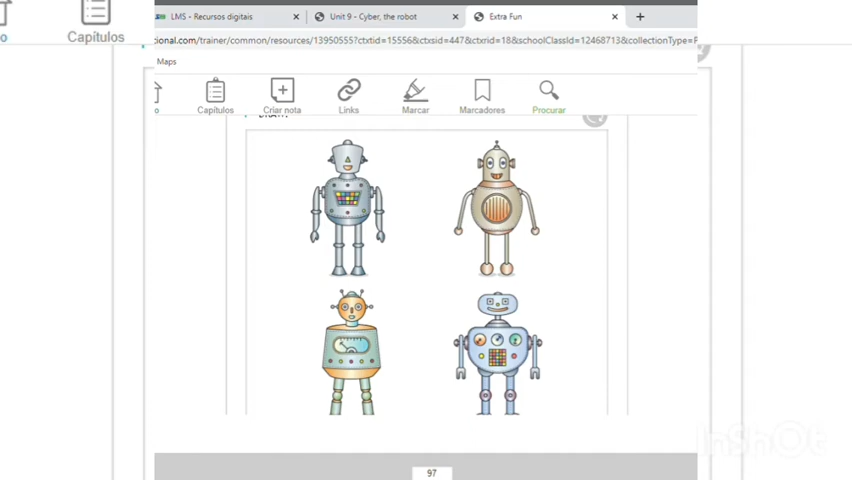 LMS - Recursos digitais
Unit 9 - Cyber, the robot
Extra Fun
tional.com/trainer/common/resources/13950555?ctxtid=15556&ctxsid=447&ctxrid=18&schoolClassId=12468713&collectionType=
Capítulos
Maps
Capítulos
Criar nota
Links
Marcar
Marcadores
Procurar
97
InShOt